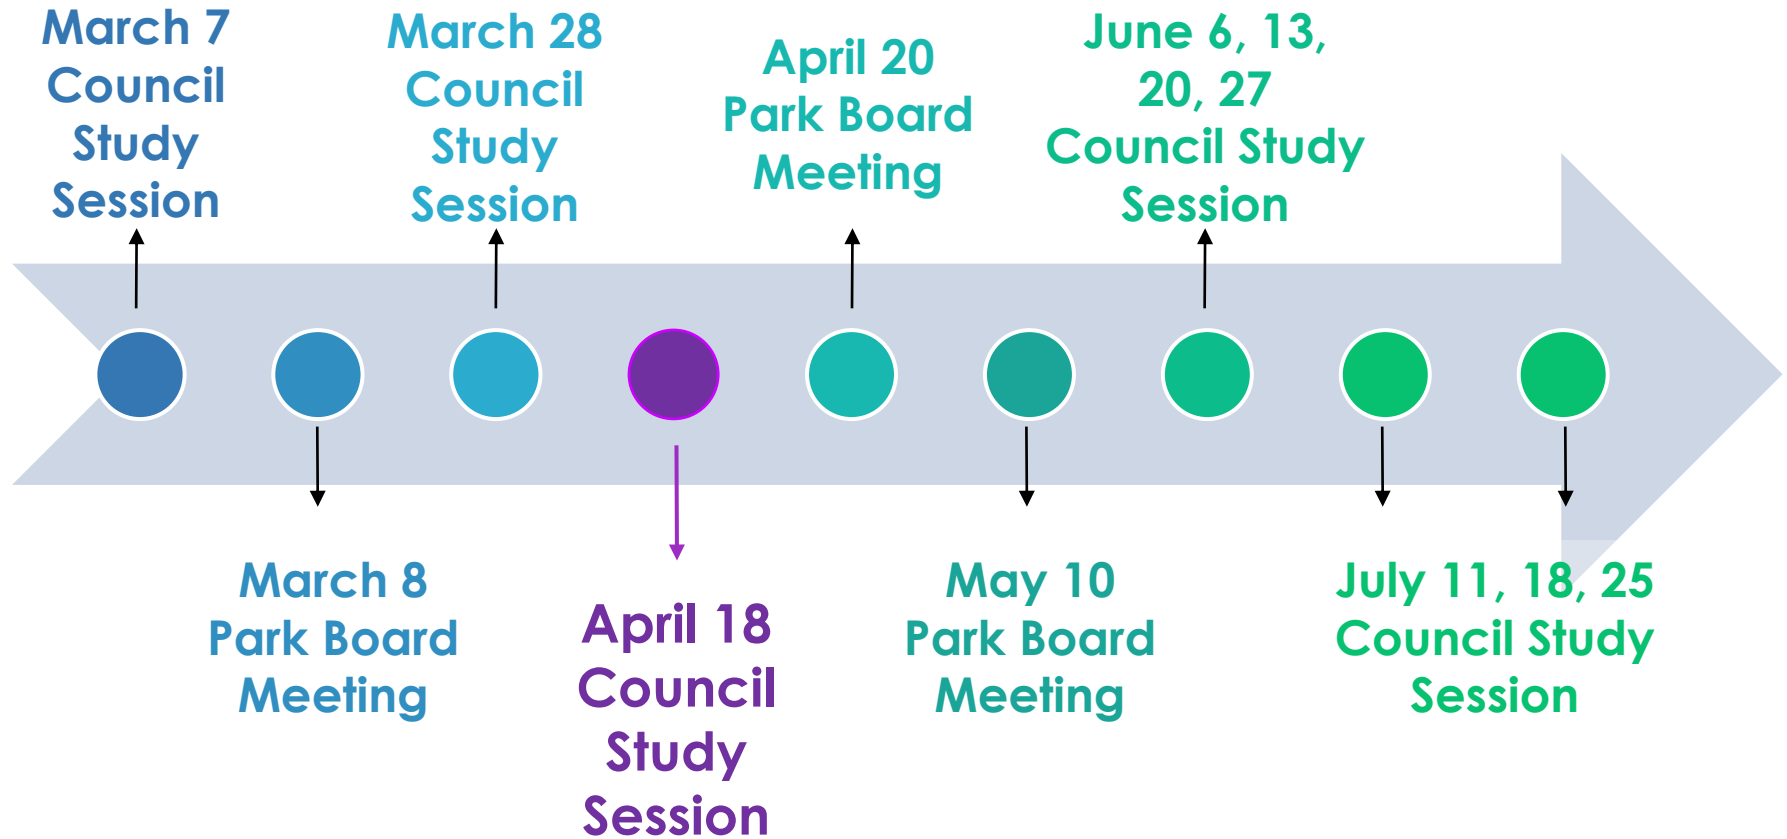 March 7
Council
Study
Session
March 8
Park Board
Meeting
March 28
Council
Study
Session
April 18
Council
Study
Session
April 20
Park Board
Meeting
May 10
Park Board
Meeting
June 6, 13,
20, 27
Council Study
Session
July 11, 18, 25
Council Study
Session